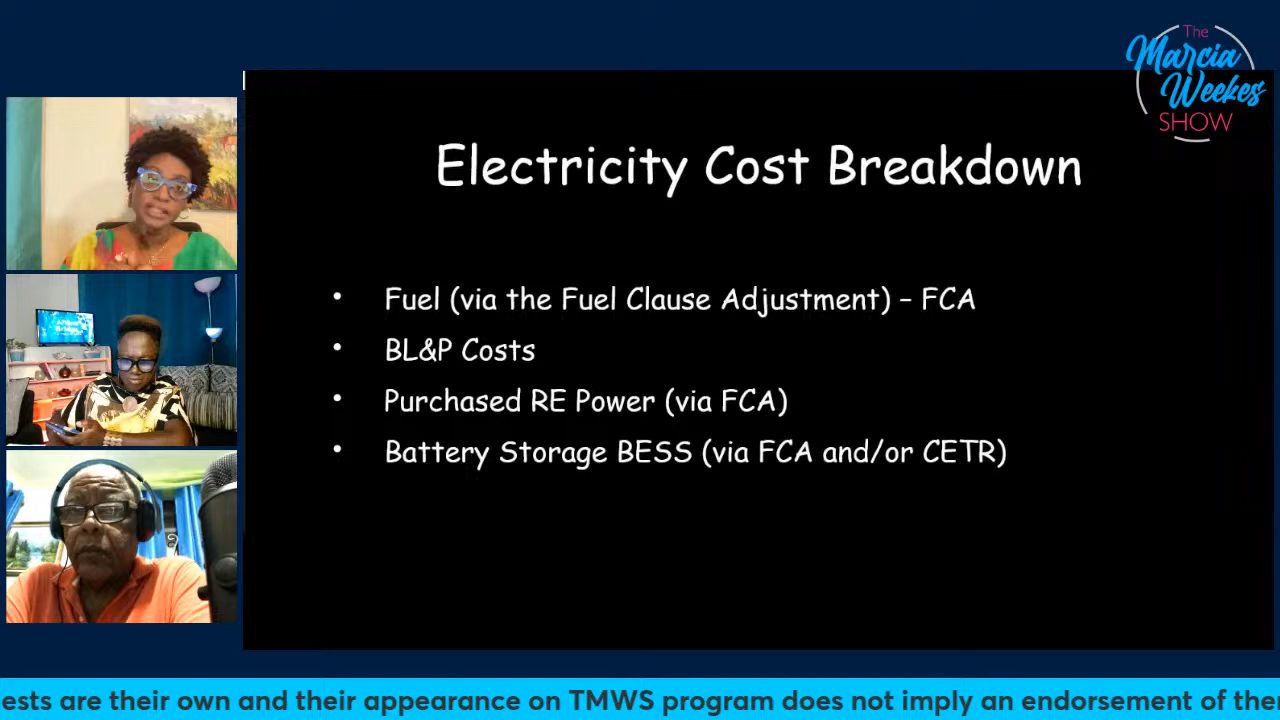 The
Marcia
Weekes
SHOW
Electricity Cost Breakdown
• Fuel (via the Fuel Clause Adjustment) – FCA
• BL&P Costs
• Purchased RE Power (via FCA)
• Battery Storage BESS (via FCA and/or CETR)
ests are their own and their appearance on TMWS program does not imply an endorsement of the